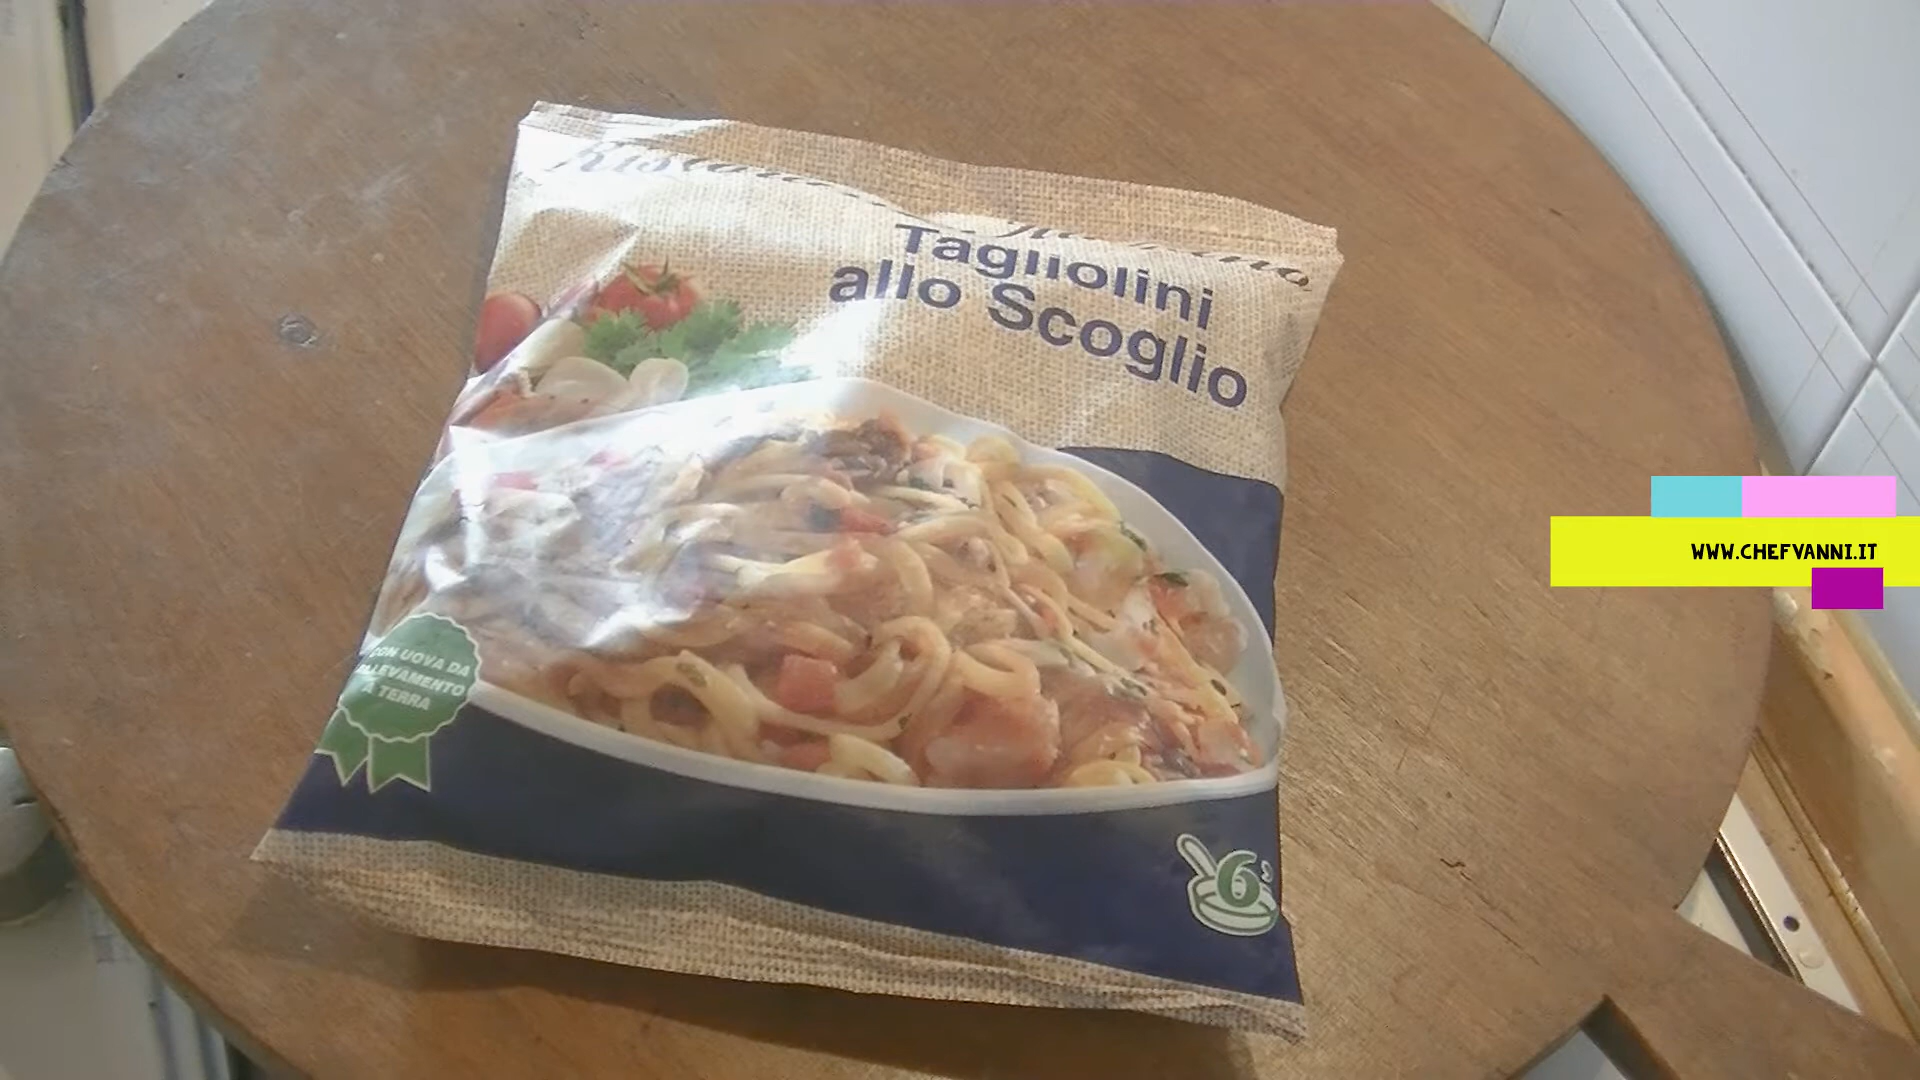 Tagliolini
allo Scoglio
CON UOVA DA
ALLEVAMENTO
A TERRA
6'
WWW.CHEFVANNI.IT